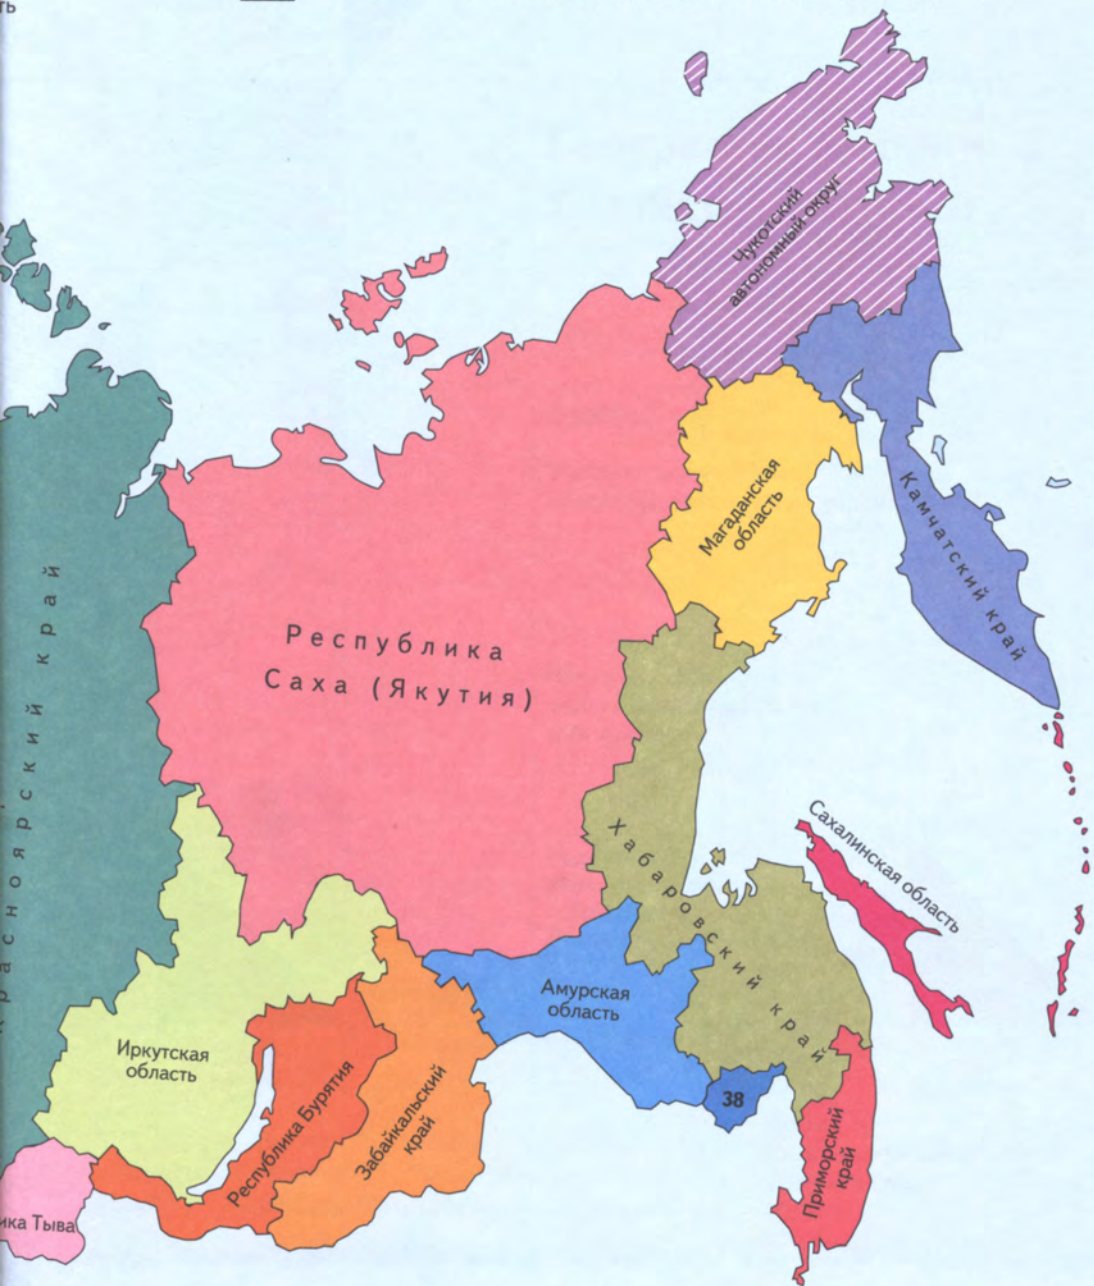 ть
Чукотский
автономный округ
Магаданская
область
Камчатский край
Республика
Саха (Якутия)
красноярский край
Хабаровский край
Сахалинская область
Амурская
область
Иркутская
область
38
Республика Бурятия
Забайкальский
край
Приморский
край
ика Тыва